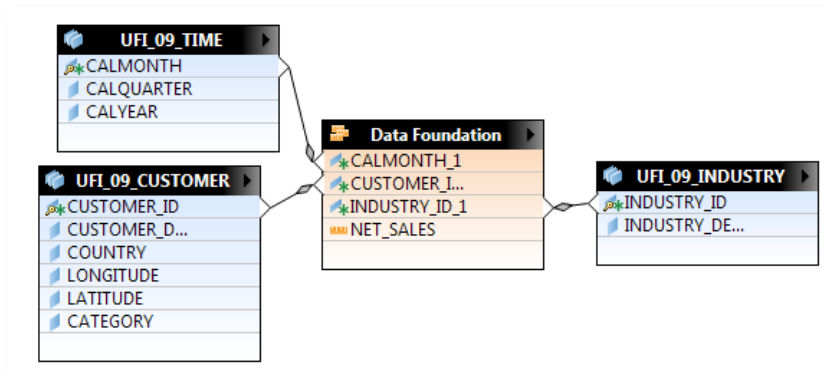 UFI_09_TIME
CALMONTH
CALQUARTER
CALYEAR
UFI_09_CUSTOMER
CUSTOMER_ID
CUSTOMER_D...
COUNTRY
LONGITUDE
LATITUDE
CATEGORY
Data Foundation
CALMONTH_1
CUSTOMER_I...
INDUSTRY_ID_1
NET_SALES
UFI_09_INDUSTRY
INDUSTRY_ID
INDUSTRY_DE...